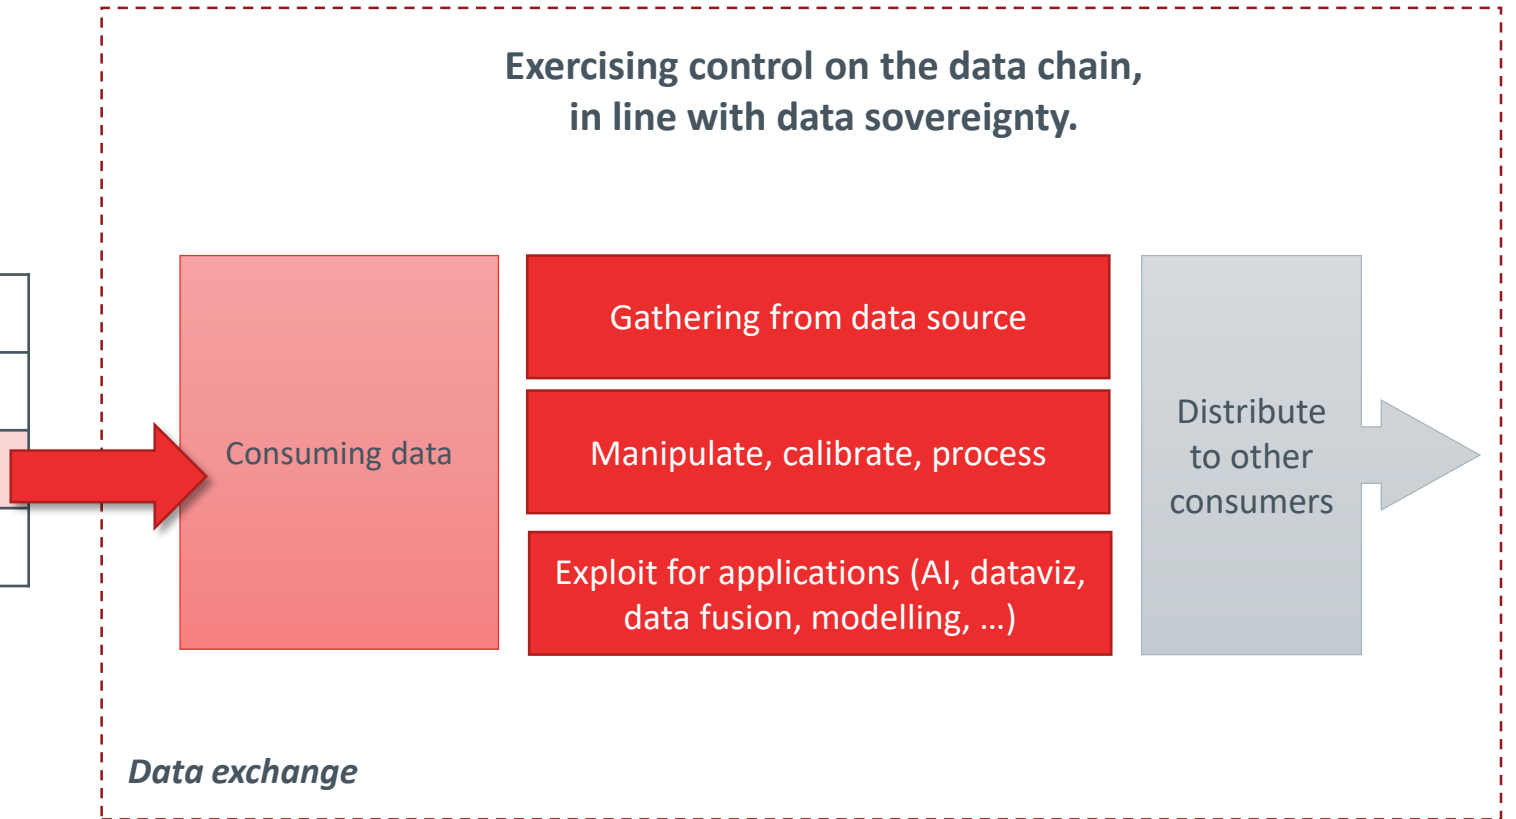 Exercising control on the data chain,
in line with data sovereignty.
Consuming data
Gathering from data source
Manipulate, calibrate, process
Exploit for applications (AI, dataviz,
data fusion, modelling, …)
Distribute
to other
consumers
Data exchange